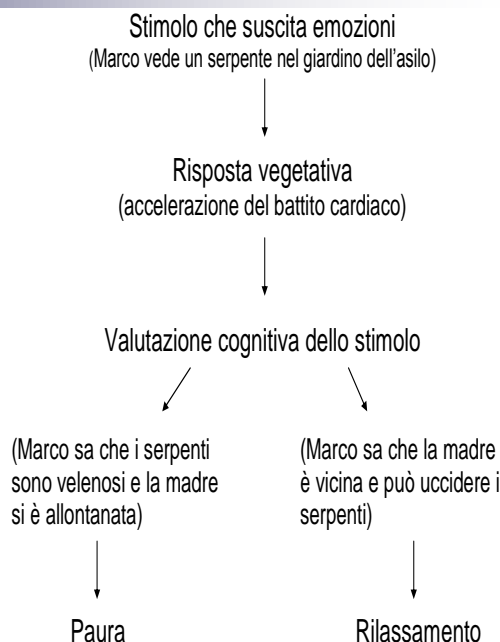 Stimolo che suscita emozioni
(Marco vede un serpente nel giardino dell'asilo)
Risposta vegetativa
(accelerazione del battito cardiaco)
Valutazione cognitiva dello stimolo
(Marco sa che i serpenti
sono velenosi e la madre
si è allontanata)
(Marco sa che la madre
è vicina e può uccidere i
serpenti)
Paura
Rilassamento